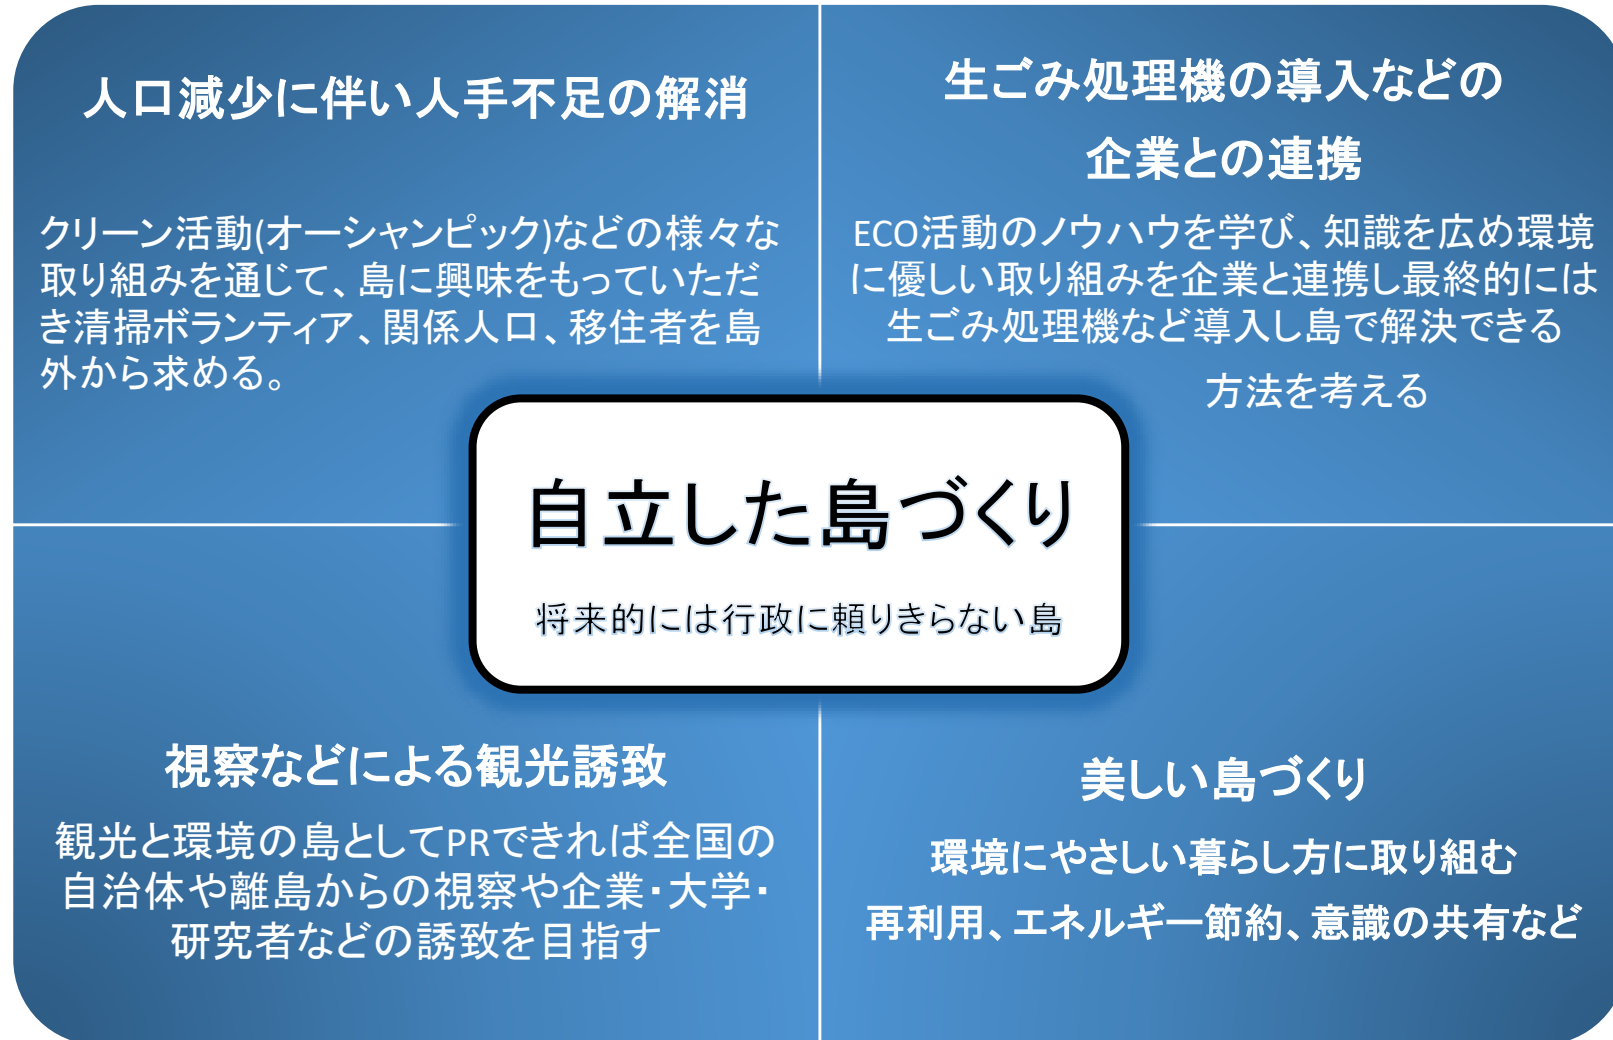 人口減少に伴い人手不足の解消
クリーン活動(オーシャンピック)などの様々な
取り組みを通じて、島に興味をもっていただ
き清掃ボランティア、関係人口、移住者を島
外から求める。
生ごみ処理機の導入などの
企業との連携
ECO活動のノウハウを学び、知識を広め環境
に優しい取り組みを企業と連携し最終的には
生ごみ処理機など導入し島で解決できる
方法を考える
自立した島づくり
将来的には行政に頼りきらない島
視察などによる観光誘致
観光と環境の島としてPRできれば全国の
自治体や離島からの視察や企業・大学・
研究者などの誘致を目指す
美しい島づくり
環境にやさしい暮らし方に取り組む
再利用、エネルギー節約、意識の共有など